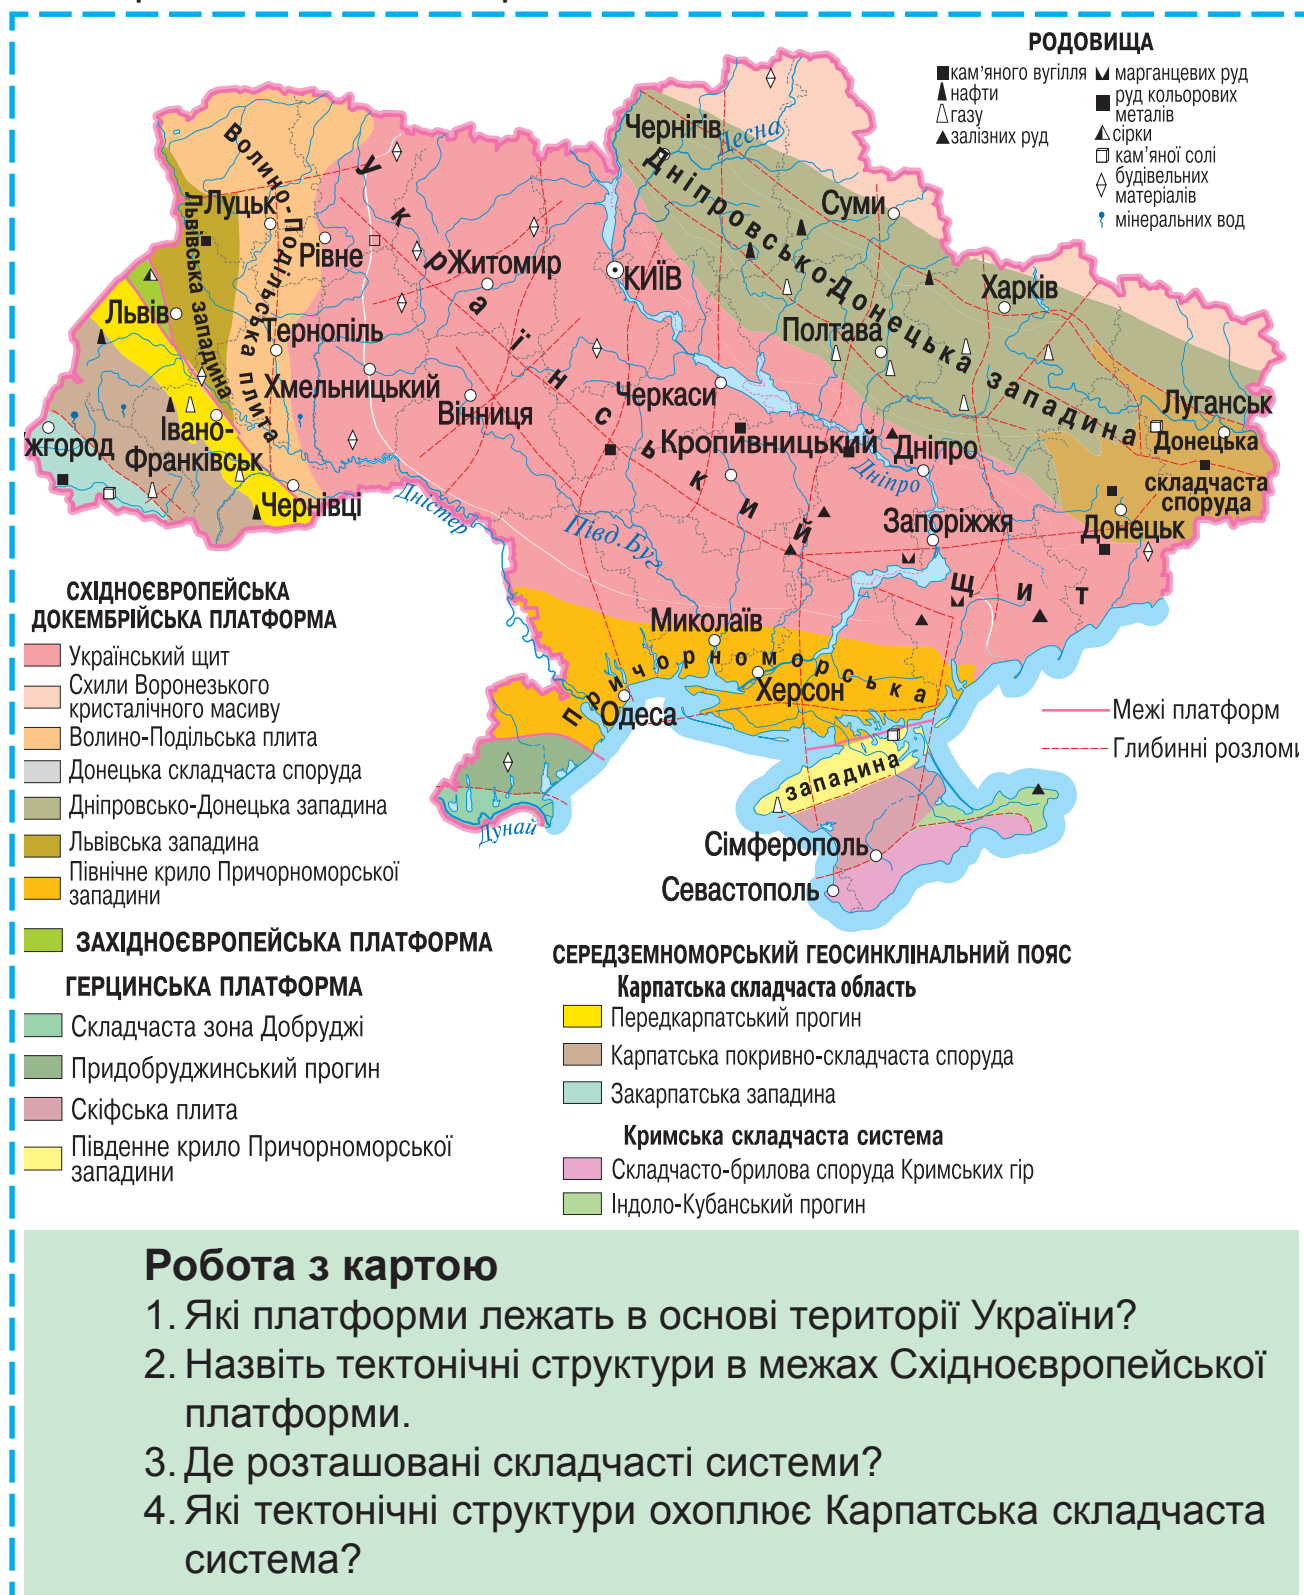 РОДОВИЩА
кам’яного вугілля
нафти
газу
залізних руд
марганцевих руд
руд кольорових
металів
сірки
кам’яної солі
будівельних
матеріалів
мінеральних вод
Чернігів
Десна
Волино-Подільська плита
Український щит
Дніпровсько-Донецька западина
Суми
Луцьк
Львівська западина
Рівне
Житомир
КИЇВ
Харків
Львів
Тернопіль
Полтава
Хмельницький
Вінниця
Черкаси
Луганськ
жгород
Івано-
Франківськ
Кропивницький
Дніпро
Донецька
складчаста
споруда
Дніпро
Чернівці
Дністер
Півд. Буг
Запоріжжя
Донецьк
Миколаїв
Причорноморська
Херсон
Одеса
западина
Дунай
Сімферополь
Севастополь
Межі платформ
Глибинні розломи
СХІДНОЄВРОПЕЙСЬКА
ДОКЕМБРІЙСЬКА ПЛАТФОРМА
Український щит
Схили Воронезького
кристалічного масиву
Волино-Подільська плита
Донецька складчаста споруда
Дніпровсько-Донецька западина
Львівська западина
Північне крило Причорноморської
западини
ЗАХІДНОЄВРОПЕЙСЬКА ПЛАТФОРМА
ГЕРЦИНСЬКА ПЛАТФОРМА
Складчаста зона Добруджі
Придобруджинський прогин
Скіфська плита
Південне крило Причорноморської
западини
СЕРЕДЗЕМНОМОРСЬКИЙ ГЕОСИНКЛІНАЛЬНИЙ ПОЯС
Карпатська складчаста область
Передкарпатський прогин
Карпатська покривно-складчаста споруда
Закарпатська западина
Кримська складчаста система
Складчасто-брилова споруда Кримських гір
Індоло-Кубанський прогин
Робота з картою
1. Які платформи лежать в основі території України?
2. Назвіть тектонічні структури в межах Східноєвропейської
платформи.
3. Де розташовані складчасті системи?
4. Які тектонічні структури охоплює Карпатська складчаста
система?